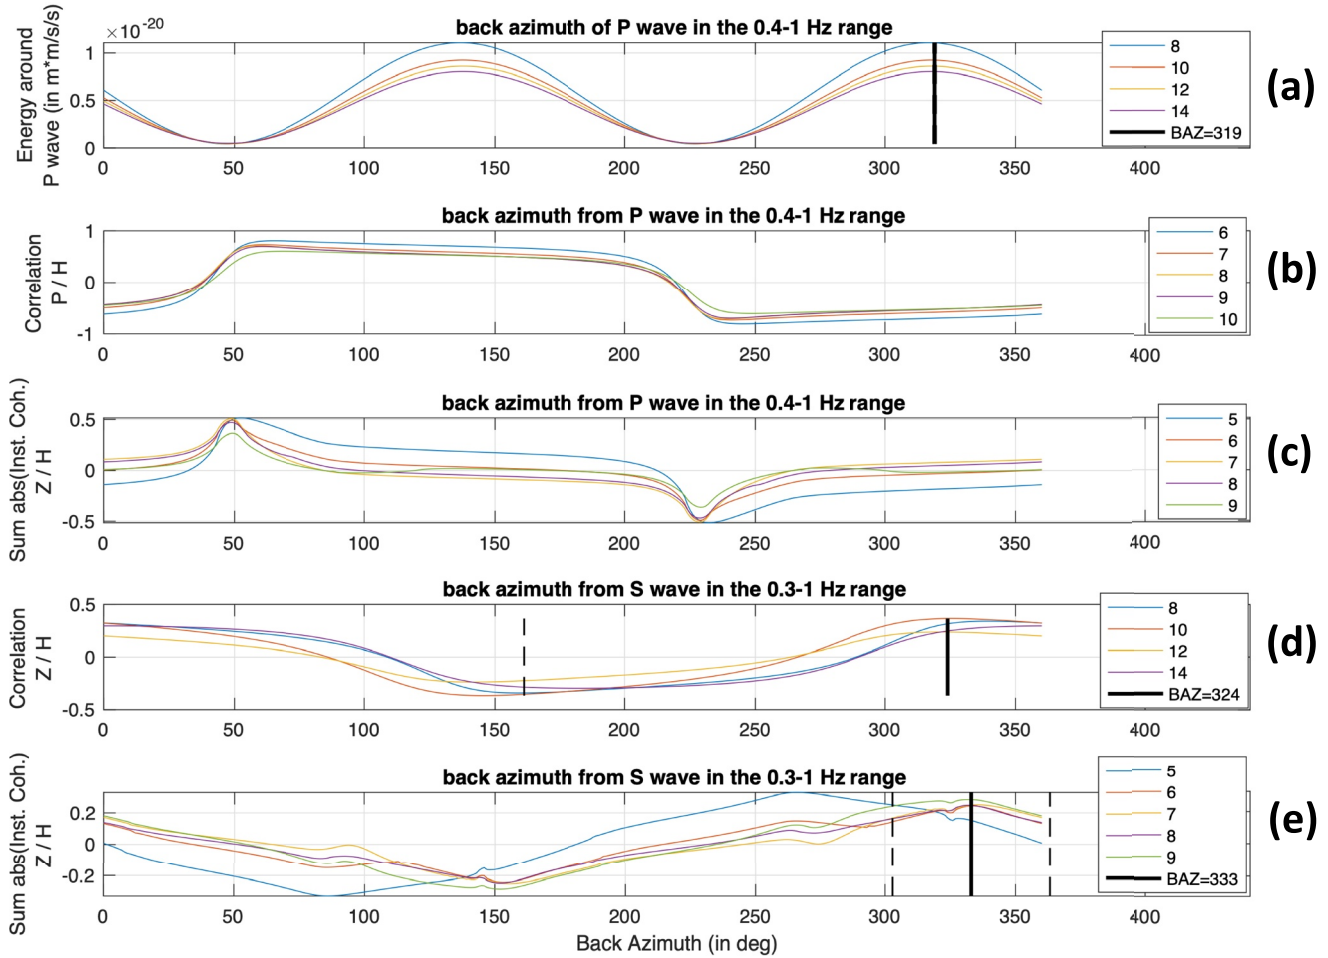 back azimuth of P wave in the 0.4-1 Hz range
×10^-20
Energy around
P wave (in m*m/s/s)
1
0.5
0
0 50 100 150 200 250 300 350 400
8
10
12
14
BAZ=319
(a)
back azimuth from P wave in the 0.4-1 Hz range
Correlation
P / H
1
0
-1
0 50 100 150 200 250 300 350 400
6
7
8
9
10
(b)
back azimuth from P wave in the 0.4-1 Hz range
Sum abs(Inst. Coh.)
Z / H
0.5
0
-0.5
0 50 100 150 200 250 300 350 400
5
6
7
8
9
(c)
back azimuth from S wave in the 0.3-1 Hz range
Correlation
Z / H
0.5
0
-0.5
0 50 100 150 200 250 300 350 400
8
10
12
14
BAZ=324
(d)
back azimuth from S wave in the 0.3-1 Hz range
Sum abs(Inst. Coh.)
Z / H
0.2
0
-0.2
0 50 100 150 200 250 300 350 400
5
6
7
8
9
BAZ=333
(e)
Back Azimuth (in deg)